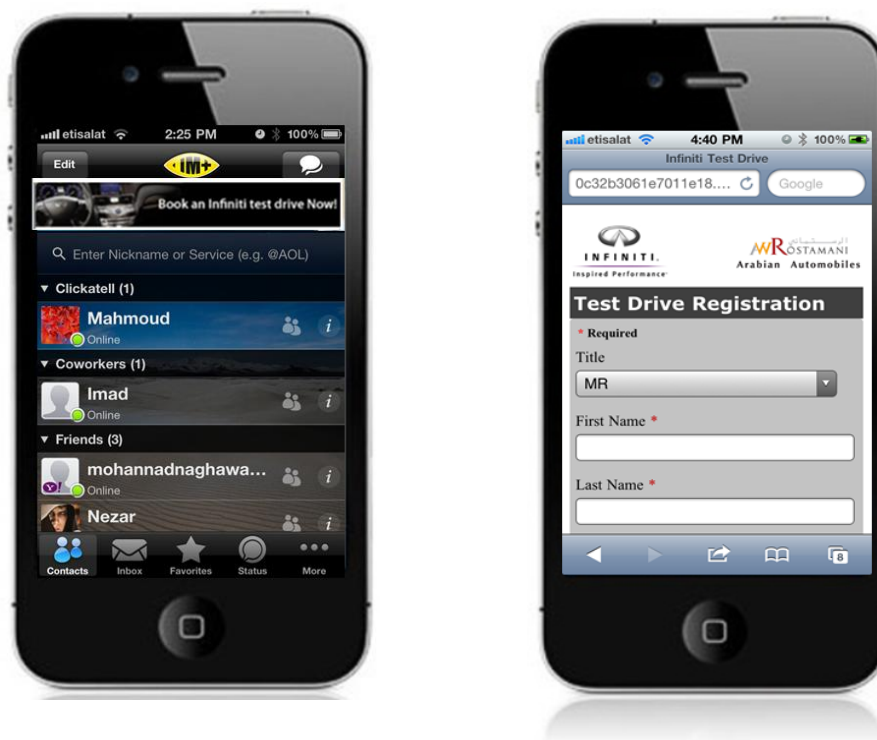 etisalat 2:25 PM 100%
Edit IM+
Book an Infiniti test drive Now!
Enter Nickname or Service (e.g. @AOL)
Clickatell (1)
Mahmoud
Online
i
Coworkers (1)
Imad
Online
i
Friends (3)
mohannadnaghawa...
Y! Online
i
Nezar
i
Contacts Inbox Favorites Status More
etisalat 4:40 PM 100%
Infiniti Test Drive
0c32b3061e7011e18.... Google
INFINITI.
Inspired Performance
الرستماني
AWROSTAMANI
Arabian Automobiles
Test Drive Registration
* Required
Title
MR
First Name *
Last Name *
8